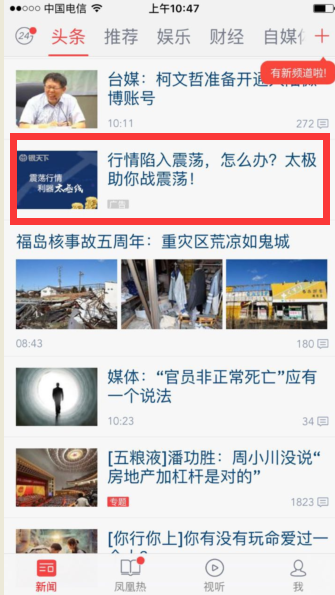 中国电信
上午10:47
24°
头条 推荐 娱乐 财经 自媒体
有新频道啦!
台媒：柯文哲准备开通大陆微
博账号
10:11 272
银天下
震荡行情
利器太极线
行情陷入震荡，怎么办？太极
助你战震荡！
广告
福岛核事故五周年：重灾区荒凉如鬼城
08:43 180
媒体：“官员非正常死亡”应有
一个说法
10:23 34
[五粮液]潘功胜：周小川没说“
房地产加杠杆是对的”
专题 1823
[你行你上]你有没有玩命爱过一
新闻 凤凰热 视听 我